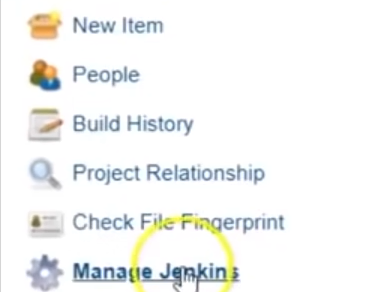 New Item
People
Build History
Project Relationship
Check File Fingerprint
Manage Jenkins